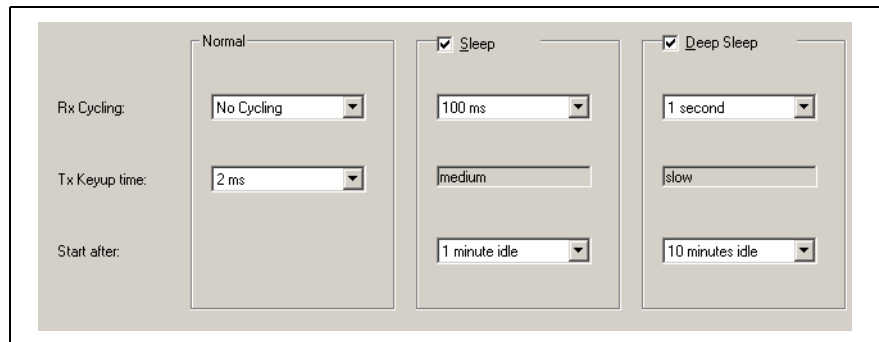 Normal Sleep Deep Sleep
Rx Cycling: No Cycling 100 ms 1 second
Tx Keyup time: 2 ms medium slow
Start after: 1 minute idle 10 minutes idle